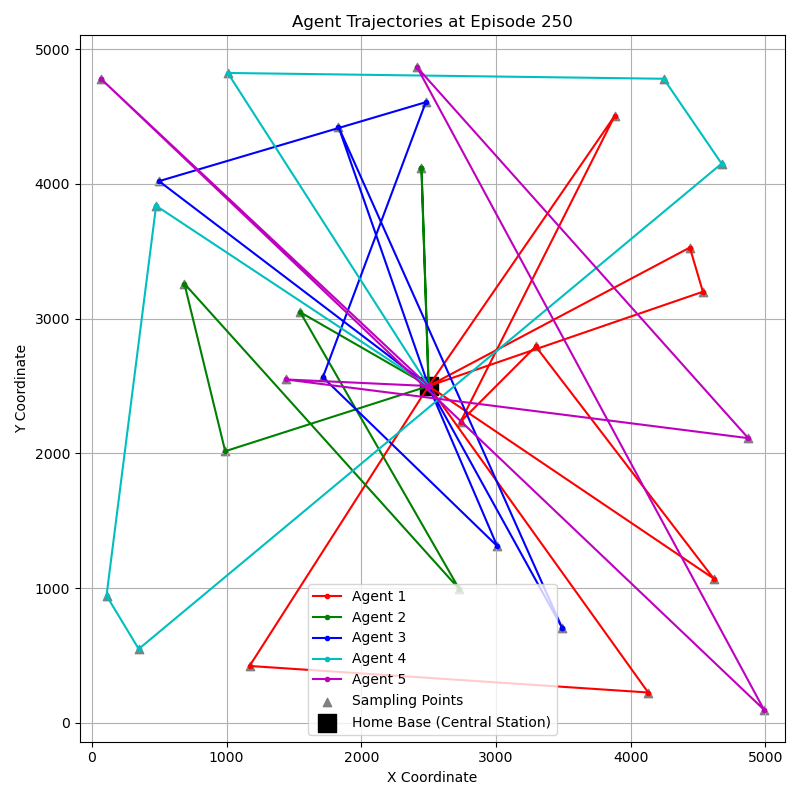 Agent Trajectories at Episode 250
5000
4000
3000
2000
1000
0
Y Coordinate
Agent 1
Agent 2
Agent 3
Agent 4
Agent 5
Sampling Points
Home Base (Central Station)
0 1000 2000 3000 4000 5000
X Coordinate